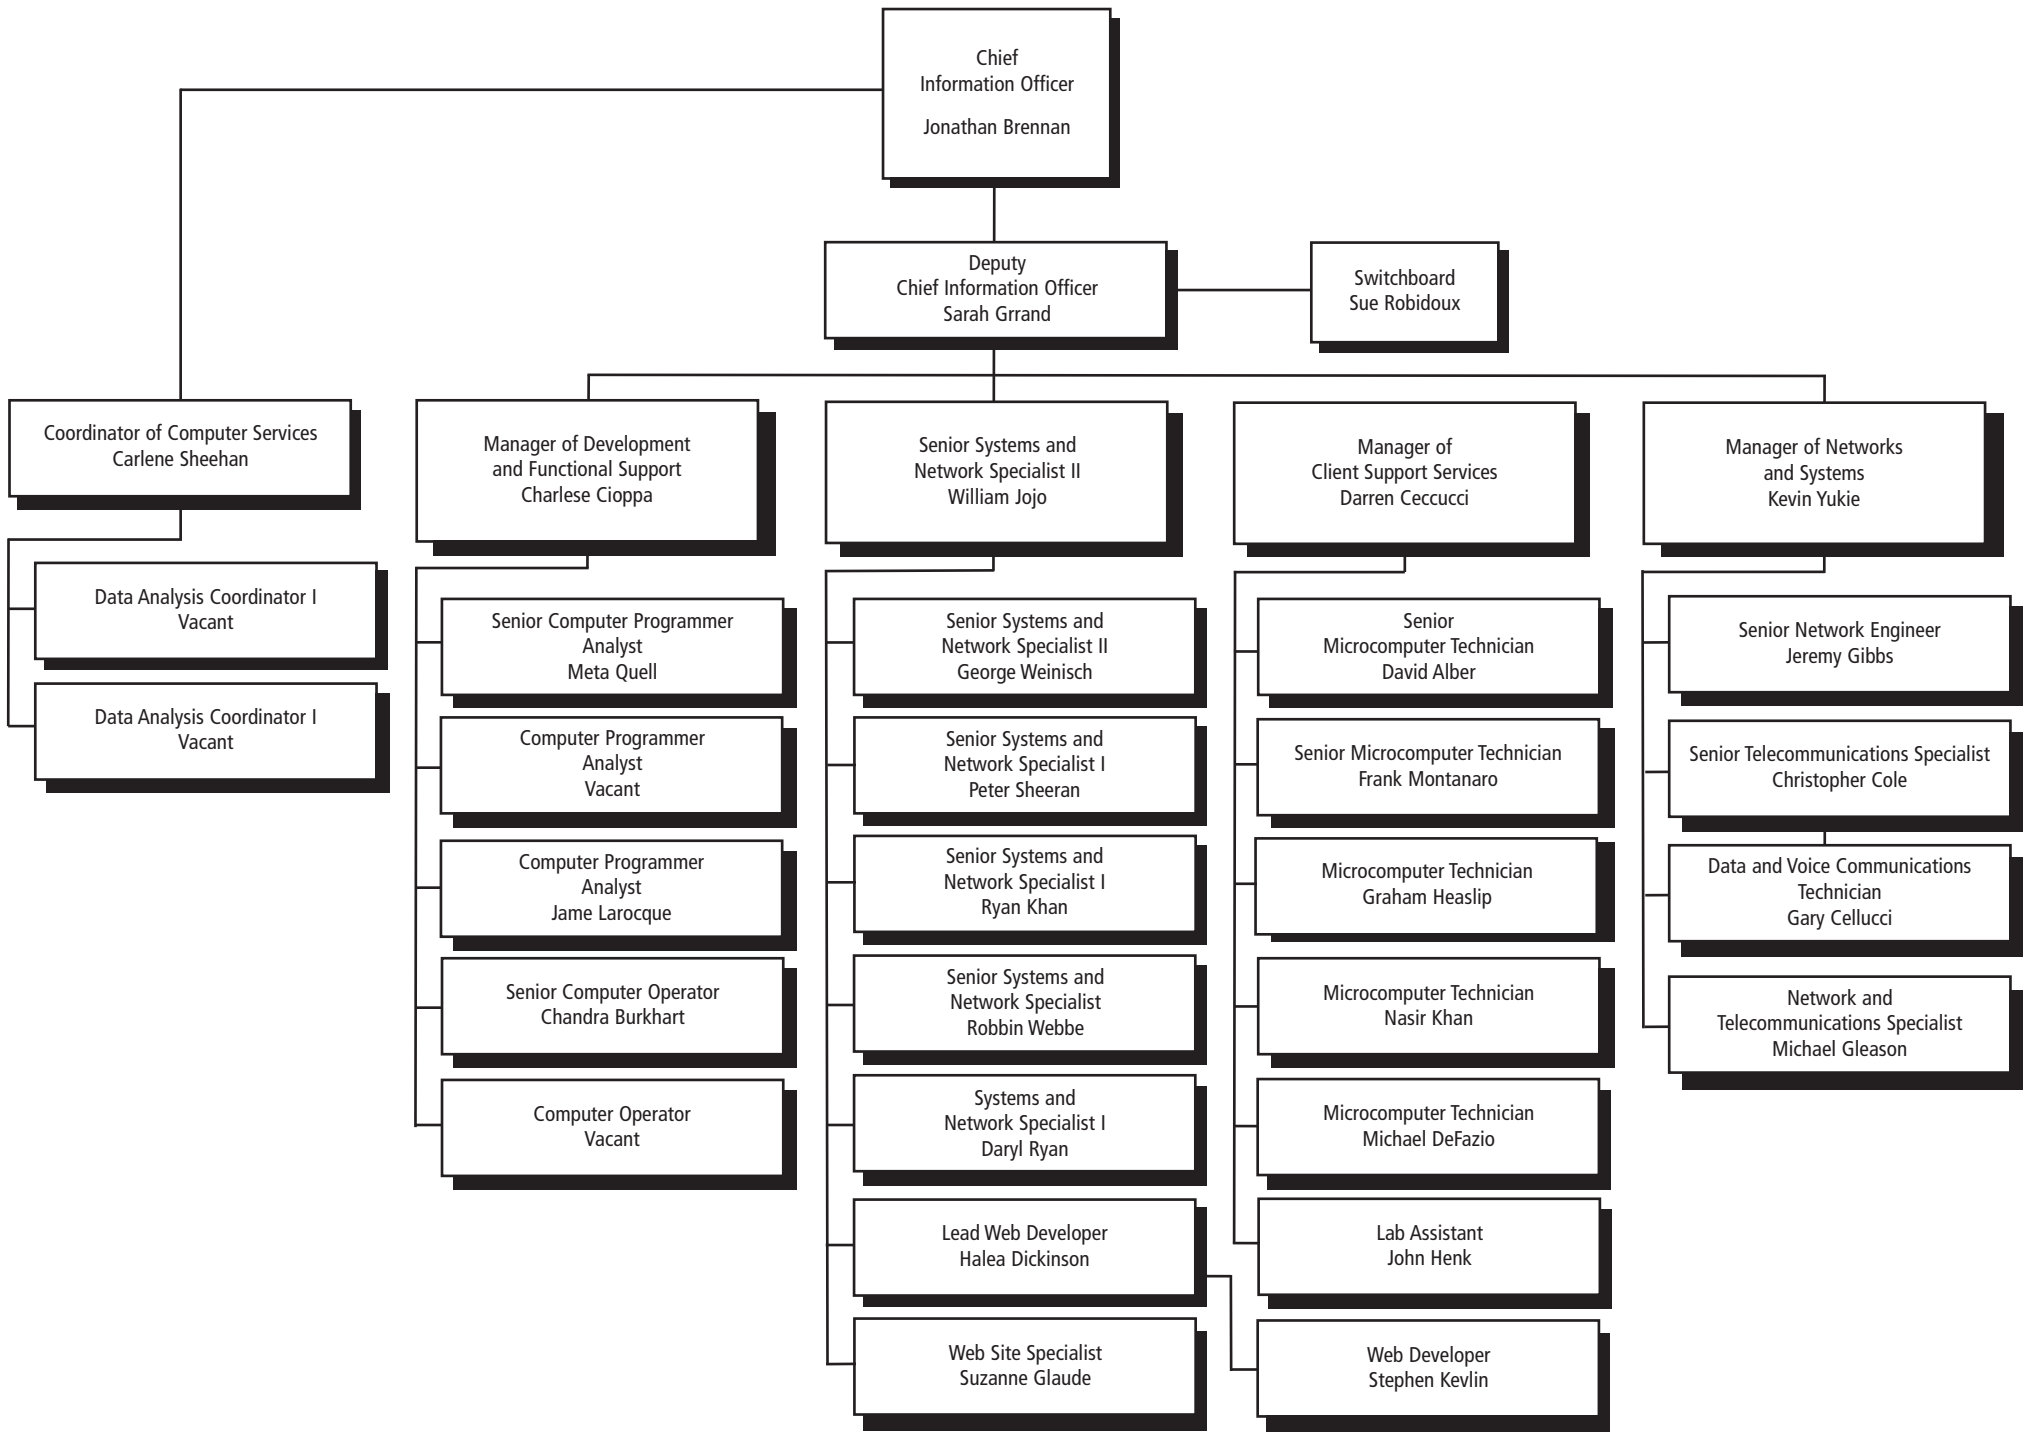 Chief
Information Officer
Jonathan Brennan
Deputy
Chief Information Officer
Sarah Grrand
Switchboard
Sue Robidoux
Coordinator of Computer Services
Carlene Sheehan
Data Analysis Coordinator I
Vacant
Data Analysis Coordinator I
Vacant
Manager of Development
and Functional Support
Charlese Cioppa
Senior Computer Programmer
Analyst
Meta Quell
Computer Programmer
Analyst
Vacant
Computer Programmer
Analyst
Jame Larocque
Senior Computer Operator
Chandra Burkhart
Computer Operator
Vacant
Senior Systems and
Network Specialist II
William Jojo
Senior Systems and
Network Specialist II
George Weinisch
Senior Systems and
Network Specialist I
Peter Sheeran
Senior Systems and
Network Specialist I
Ryan Khan
Senior Systems and
Network Specialist
Robbin Webbe
Systems and
Network Specialist I
Daryl Ryan
Lead Web Developer
Halea Dickinson
Web Site Specialist
Suzanne Glaude
Manager of
Client Support Services
Darren Ceccucci
Senior
Microcomputer Technician
David Alber
Senior Microcomputer Technician
Frank Montanaro
Microcomputer Technician
Graham Heaslip
Microcomputer Technician
Nasir Khan
Microcomputer Technician
Michael DeFazio
Lab Assistant
John Henk
Web Developer
Stephen Kevlin
Manager of Networks
and Systems
Kevin Yukie
Senior Network Engineer
Jeremy Gibbs
Senior Telecommunications Specialist
Christopher Cole
Data and Voice Communications
Technician
Gary Cellucci
Network and
Telecommunications Specialist
Michael Gleason